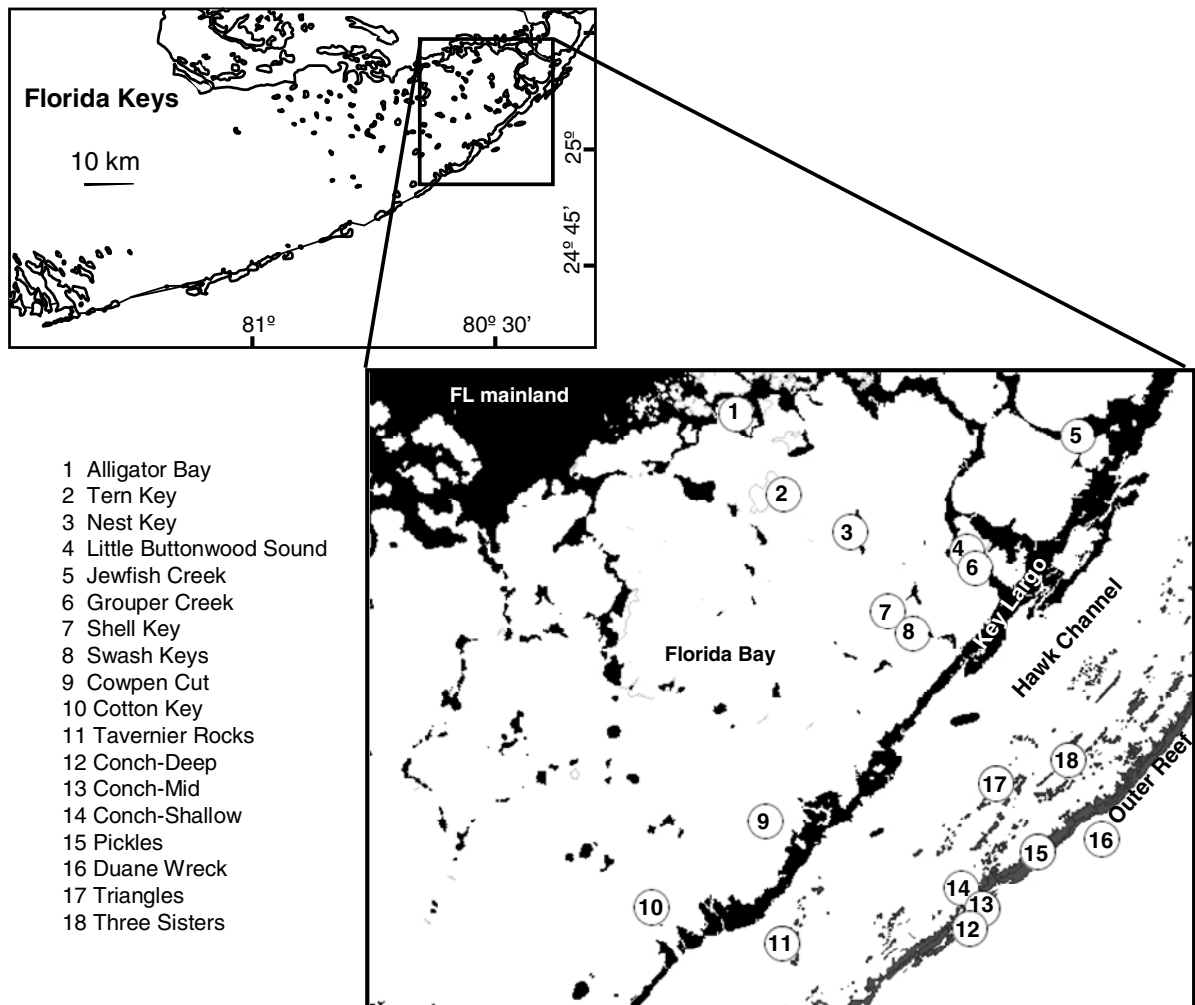 Florida Keys
10 km
25º
24º 45’
81º
80º 30’
FL mainland
1
5
2
3
4
6
7
8
Key Largo
Hawk Channel
Florida Bay
18
17
Outer Reef
9
16
15
14
10
13
12
11
1 Alligator Bay
2 Tern Key
3 Nest Key
4 Little Buttonwood Sound
5 Jewfish Creek
6 Grouper Creek
7 Shell Key
8 Swash Keys
9 Cowpen Cut
10 Cotton Key
11 Tavernier Rocks
12 Conch-Deep
13 Conch-Mid
14 Conch-Shallow
15 Pickles
16 Duane Wreck
17 Triangles
18 Three Sisters